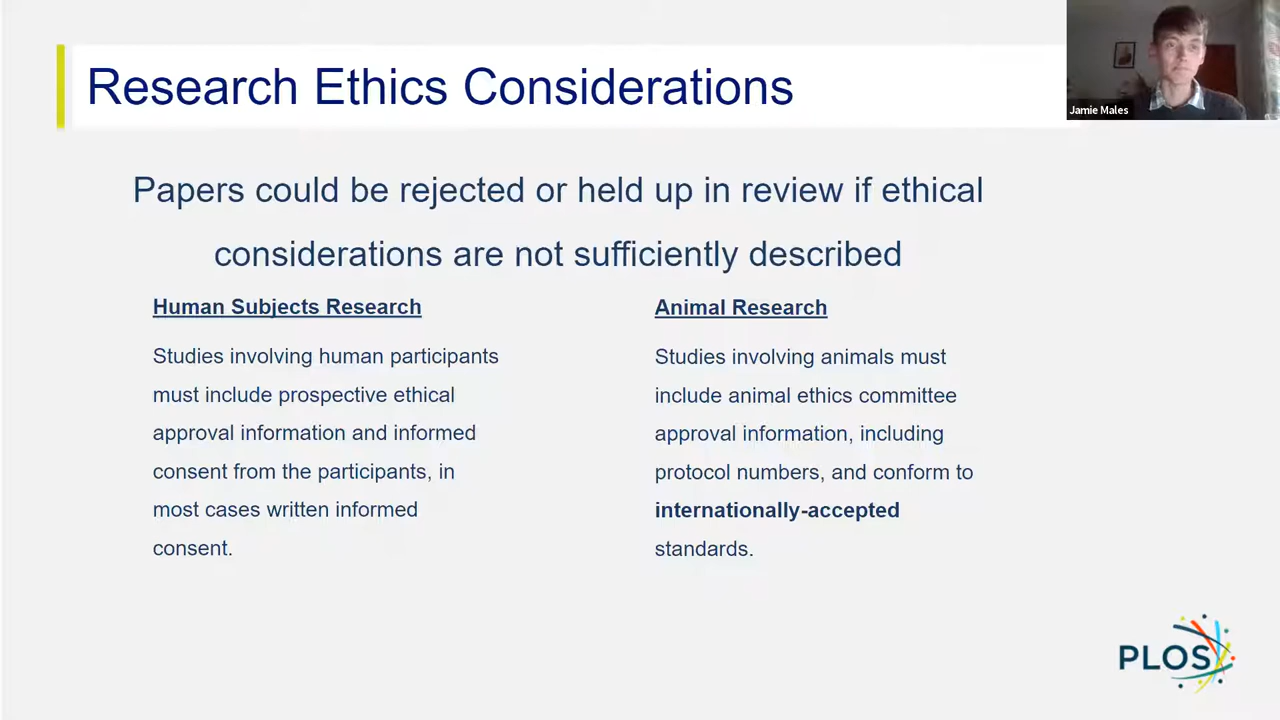 Research Ethics Considerations
Jamie Males
Papers could be rejected or held up in review if ethical
considerations are not sufficiently described
Human Subjects Research
Studies involving human participants
must include prospective ethical
approval information and informed
consent from the participants, in
most cases written informed
consent.
Animal Research
Studies involving animals must
include animal ethics committee
approval information, including
protocol numbers, and conform to
internationally-accepted
standards.
PLOS